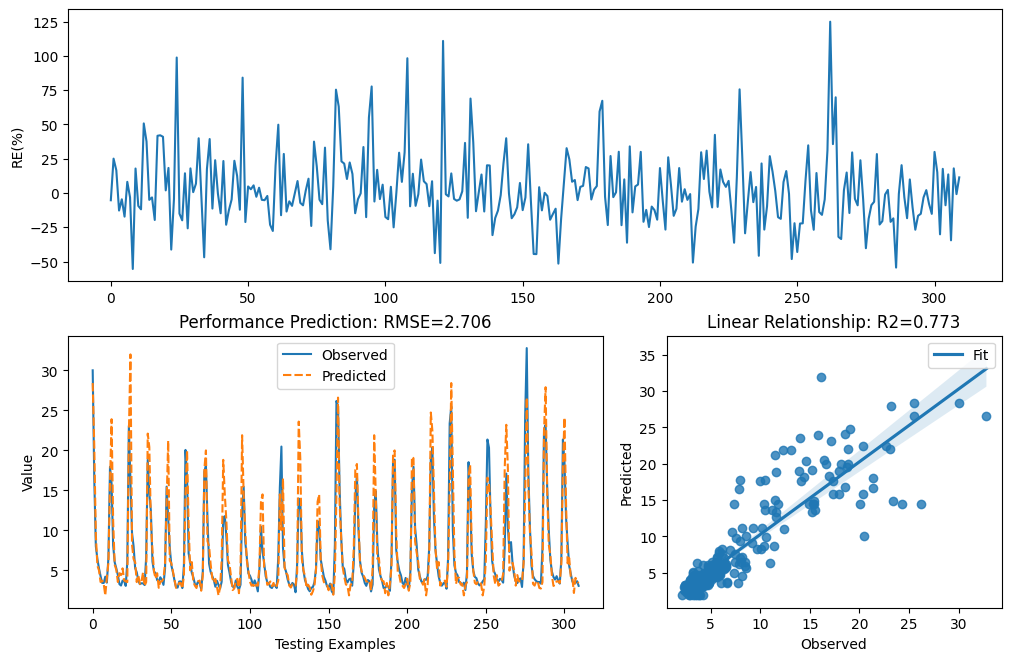 RE(%)
125
100
75
50
25
0
−25
−50
0 50 100 150 200 250 300
Performance Prediction: RMSE=2.706
Observed
Predicted
Value
30
25
20
15
10
5
0 50 100 150 200 250 300
Testing Examples
Linear Relationship: R2=0.773
Fit
Predicted
35
30
25
20
15
10
5
5 10 15 20 25 30
Observed